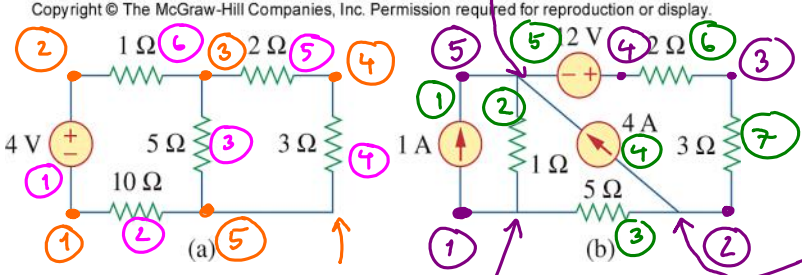 Copyright © The McGraw-Hill Companies, Inc. Permission required for reproduction or display.
2 1 Ω 6 3 2 Ω 5 4
5 5 12 V 4 2 Ω 6 3
4 V + − 1 5 Ω 3 3 Ω 4
1 1 A 2 1 Ω − + 4 A 4 3 Ω 7
10 Ω 2
5 Ω 3
1 (a) 5
1 (b) 2